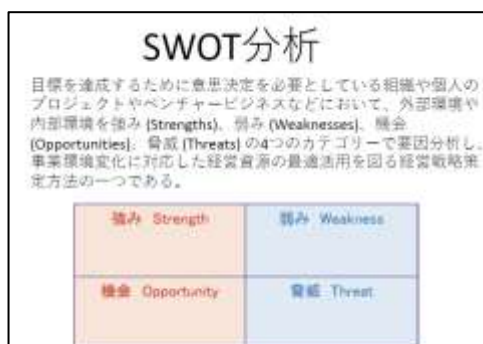 SWOT分析
目標を達成するために意思決定を必要としている組織や個人の
プロジェクトやベンチャービジネスなどにおいて、外部環境や
内部環境を強み (Strengths)、弱み (Weaknesses)、機会
(Opportunities)、脅威 (Threats) の4つのカテゴリーで要因分析し、
事業環境変化に対応した経営資源の最適活用を図る経営戦略策
定方法の一つである。
強み Strength
弱み Weakness
機会 Opportunity
脅威 Threat